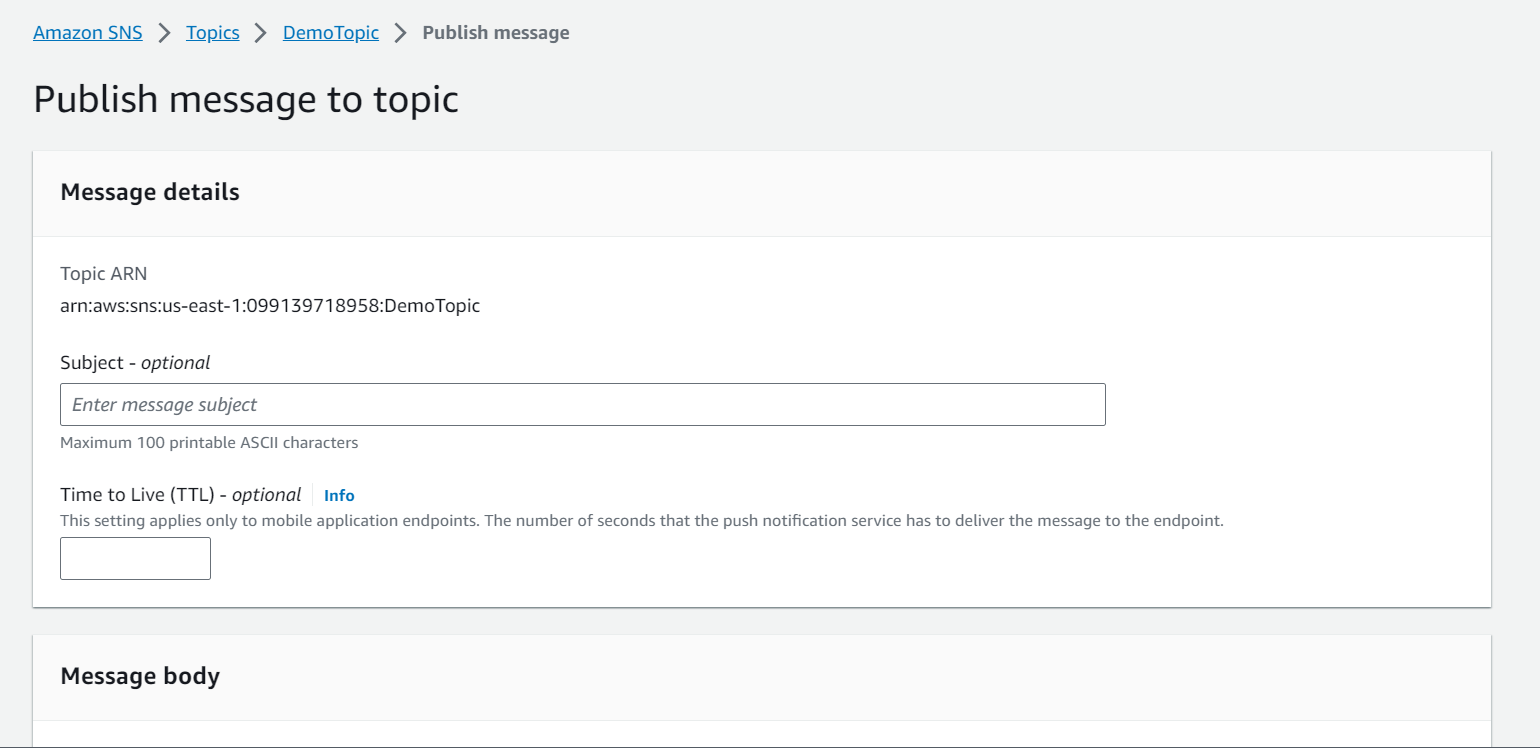 Amazon SNS > Topics > DemoTopic > Publish message
Publish message to topic
Message details
Topic ARN
arn:aws:sns:us-east-1:099139718958:DemoTopic
Subject - optional
Enter message subject
Maximum 100 printable ASCII characters
Time to Live (TTL) - optional Info
This setting applies only to mobile application endpoints. The number of seconds that the push notification service has to deliver the message to the endpoint.
Message body